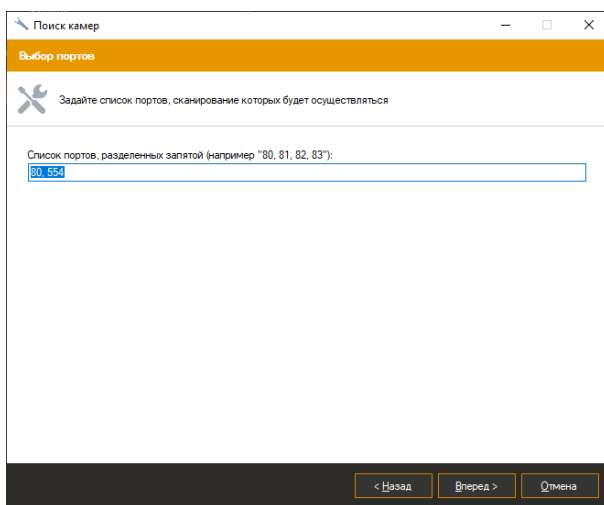 Поиск камер
Выбор портов
Задайте список портов, сканирование которых будет осуществляться
Список портов, разделенных запятой (например "80, 81, 82, 83"):
80, 554
< Назад Вперед > Отмена